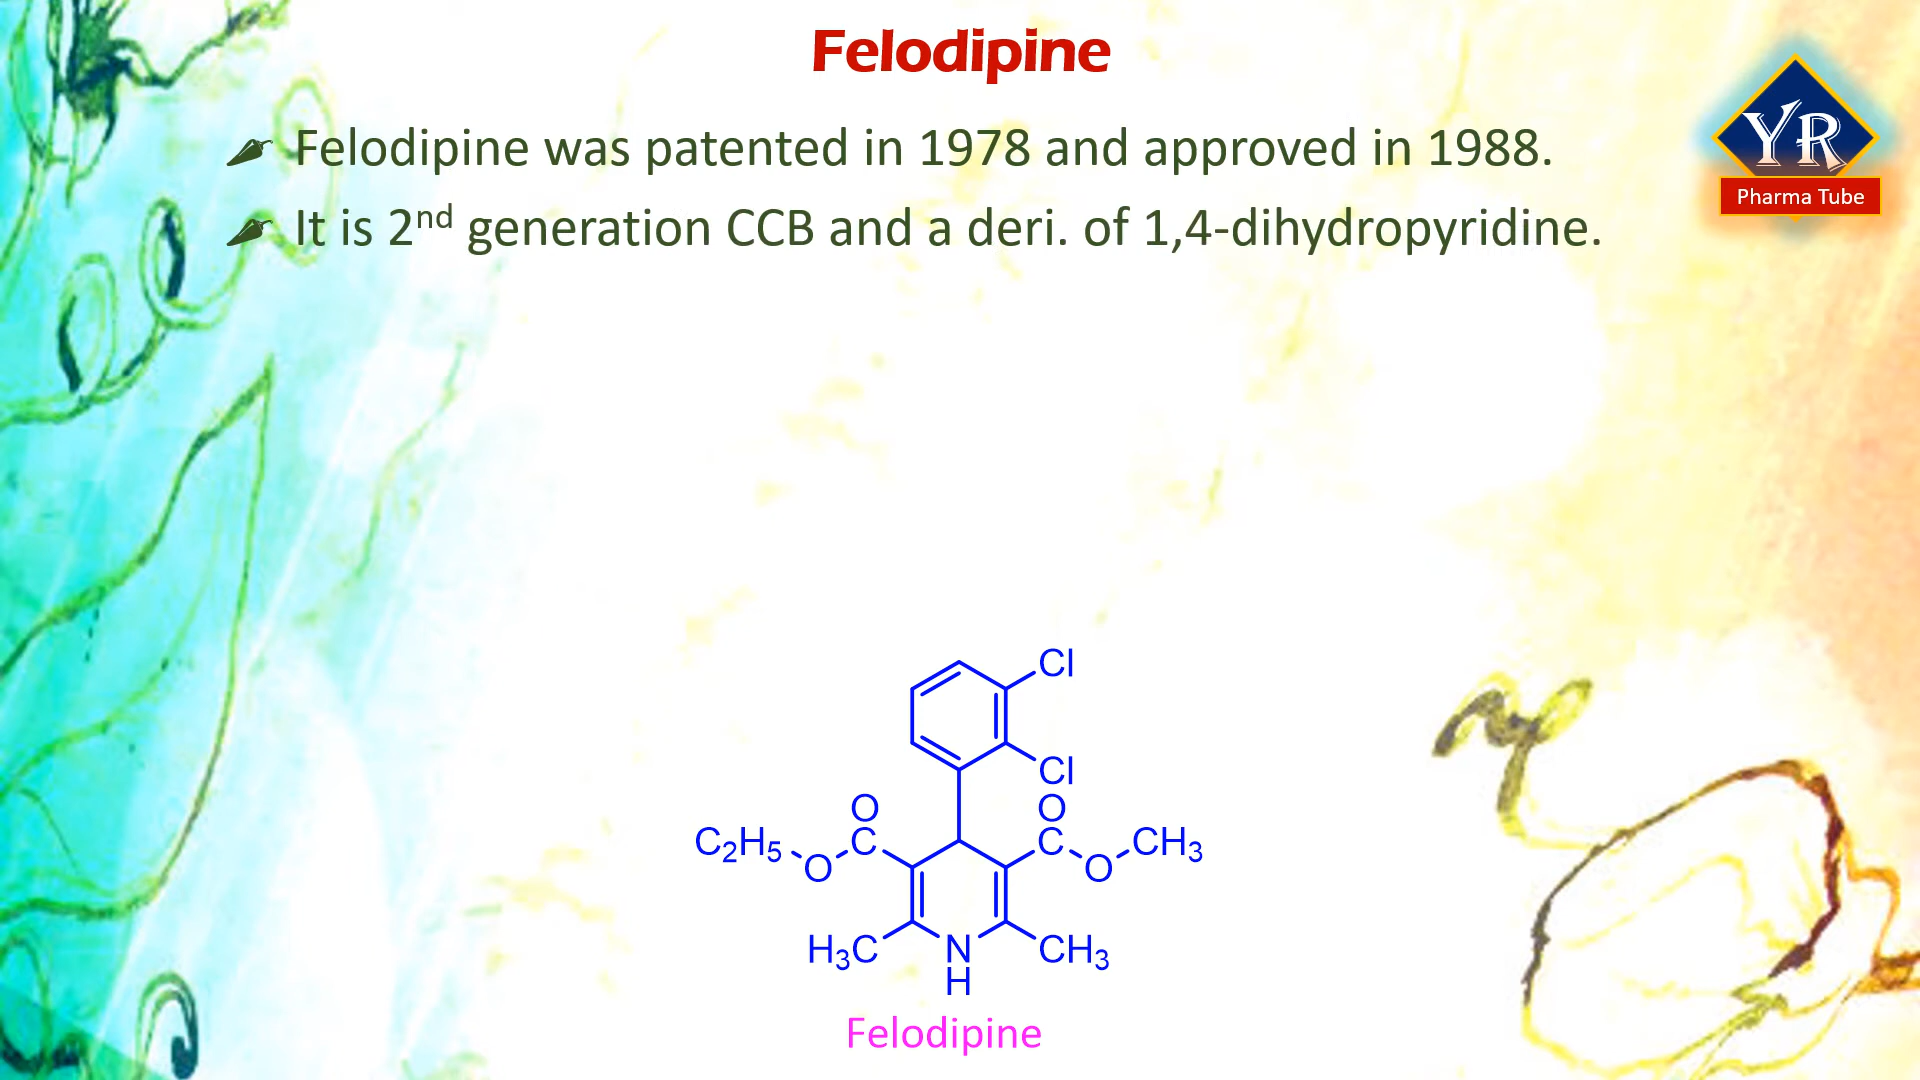 Felodipine
Felodipine was patented in 1978 and approved in 1988.
It is 2nd generation CCB and a deri. of 1,4-dihydropyridine.
YR
Pharma Tube
Cl
Cl
O O
C2H5 O C C O CH3
H3C N CH3
H
Felodipine